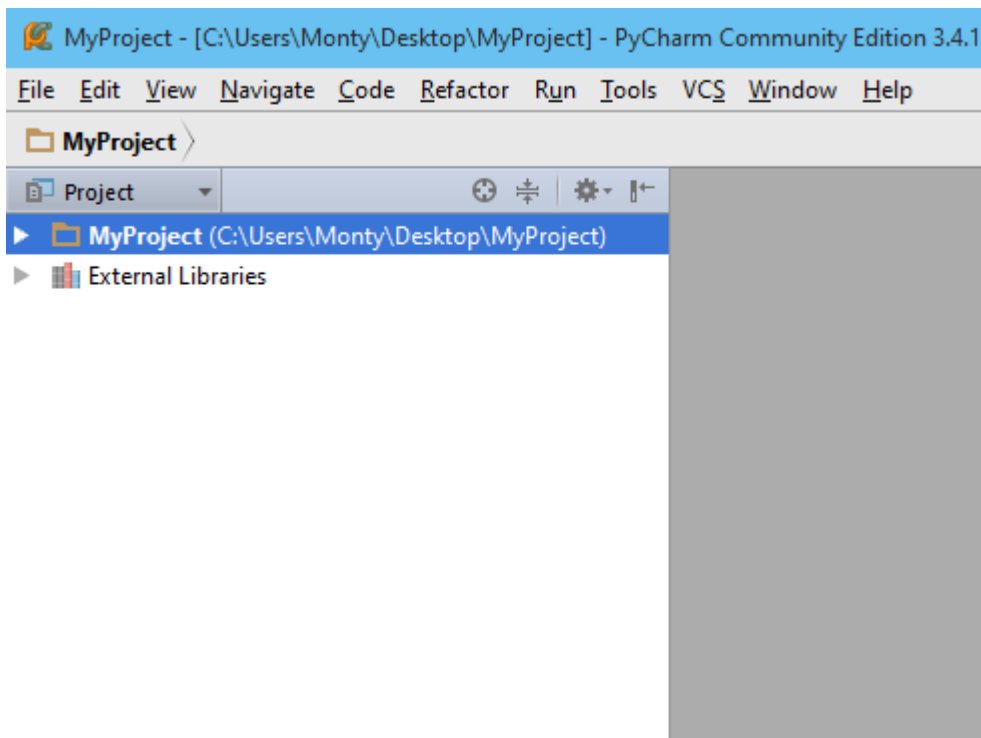 MyProject - [C:\Users\Monty\Desktop\MyProject] - PyCharm Community Edition 3.4.1
File Edit View Navigate Code Refactor Run Tools VCS Window Help
MyProject
Project
MyProject (C:\Users\Monty\Desktop\MyProject)
External Libraries